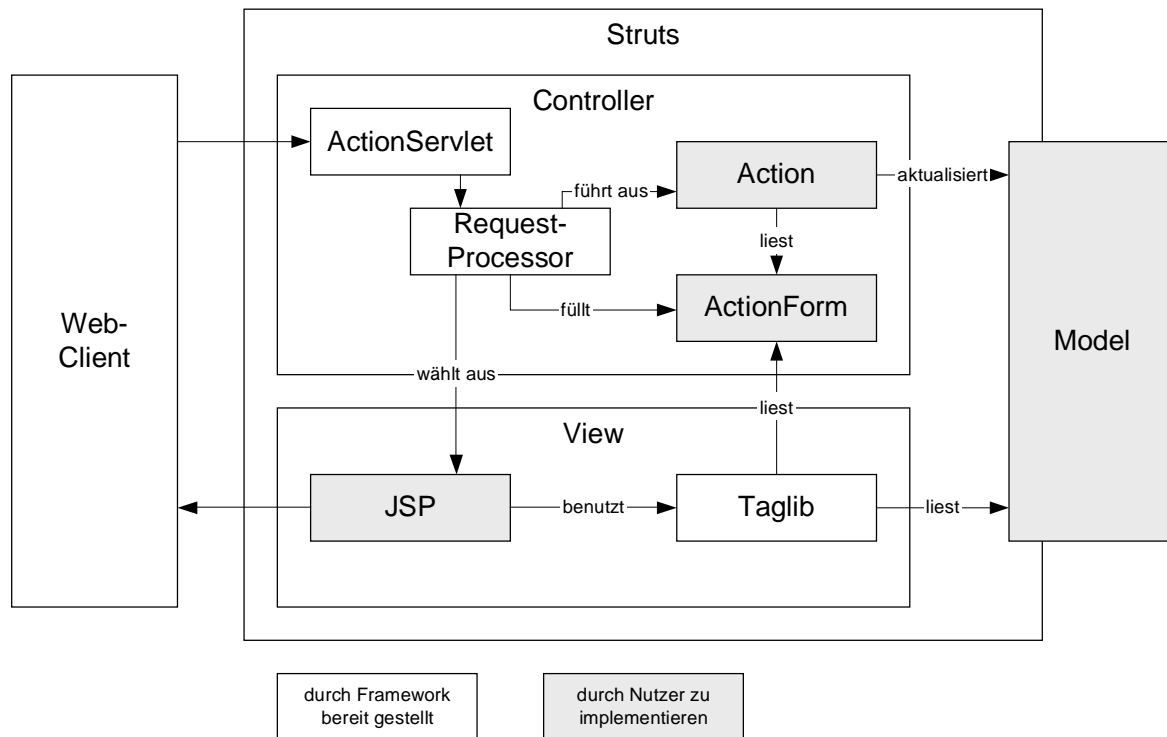 Struts
Controller
ActionServlet
Action
aktualisiert
führt aus
Request-
Processor
liest
füllt
ActionForm
Web-
Client
Model
wählt aus
liest
View
JSP
benutzt
Taglib
liest
durch Framework
bereit gestellt
durch Nutzer zu
implementieren